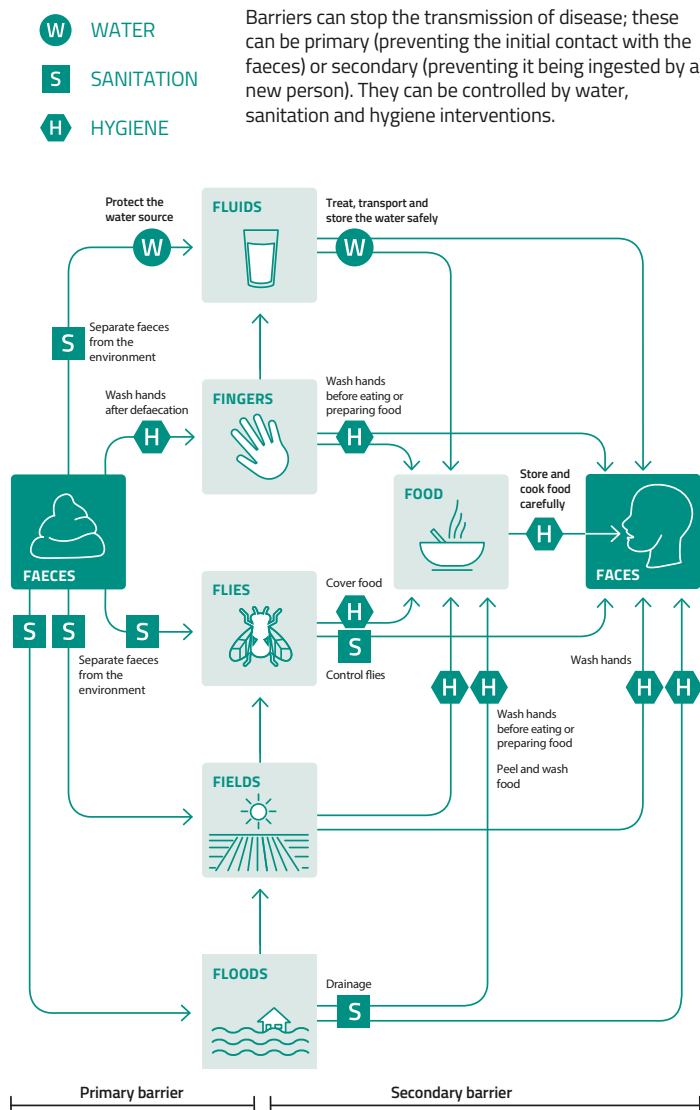 W WATER
S SANITATION
H HYGIENE
Barriers can stop the transmission of disease; these
can be primary (preventing the initial contact with the
faeces) or secondary (preventing it being ingested by a
new person). They can be controlled by water,
sanitation and hygiene interventions.
Protect the
water source
W
FLUIDS
Treat, transport and
store the water safely
W
S
Separate faeces
from the
environment
Wash hands
after defaecation
H
FINGERS
Wash hands
before eating or
preparing food
H
FAECES
FOOD
Store and
cook food
carefully
H
FACES
S
S
S
Separate faeces
from the
environment
FLIES
Cover food
H
S
Control flies
H
H
Wash hands
before eating or
preparing food
Peel and wash
food
Wash hands
H
H
FIELDS
FLOODS
Drainage
S
Primary barrier
Secondary barrier